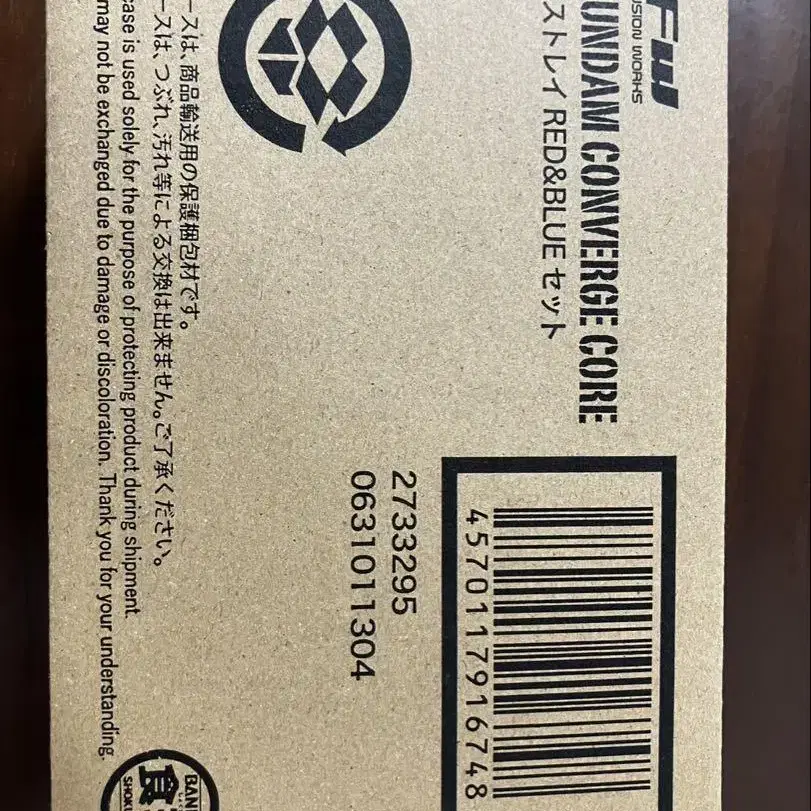 FW
USION WORKS
UNDAM CONVERGE CORE
ストレイ RED&BLUE セット
4570117916748
2733295
0631011304
ースは、商品輸送用の保護梱包材です。
ースは、つぶれ、汚れ等による交換は出来ません。ご了承ください。
case is used solely for the purpose of protecting product during shipment.
may not be exchanged due to damage or discoloration. Thank you for your understanding.
BAN
食
SHOK